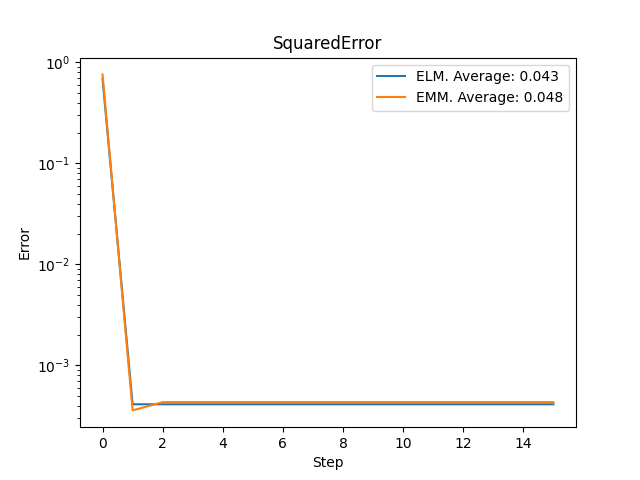 SquaredError
ELM. Average: 0.043
EMM. Average: 0.048
10⁰
10⁻¹
10⁻²
10⁻³
Error
0 2 4 6 8 10 12 14
Step